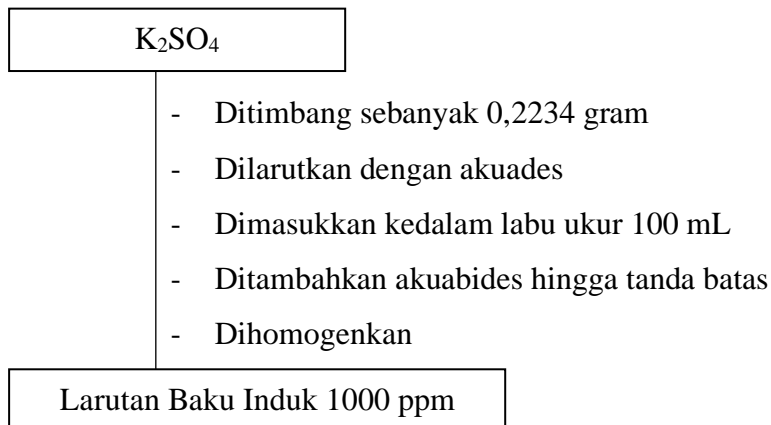 K₂SO₄
- Ditimbang sebanyak 0,2234 gram
- Dilarutkan dengan akuades
- Dimasukkan kedalam labu ukur 100 mL
- Ditambahkan akuabides hingga tanda batas
- Dihomogenkan
Larutan Baku Induk 1000 ppm